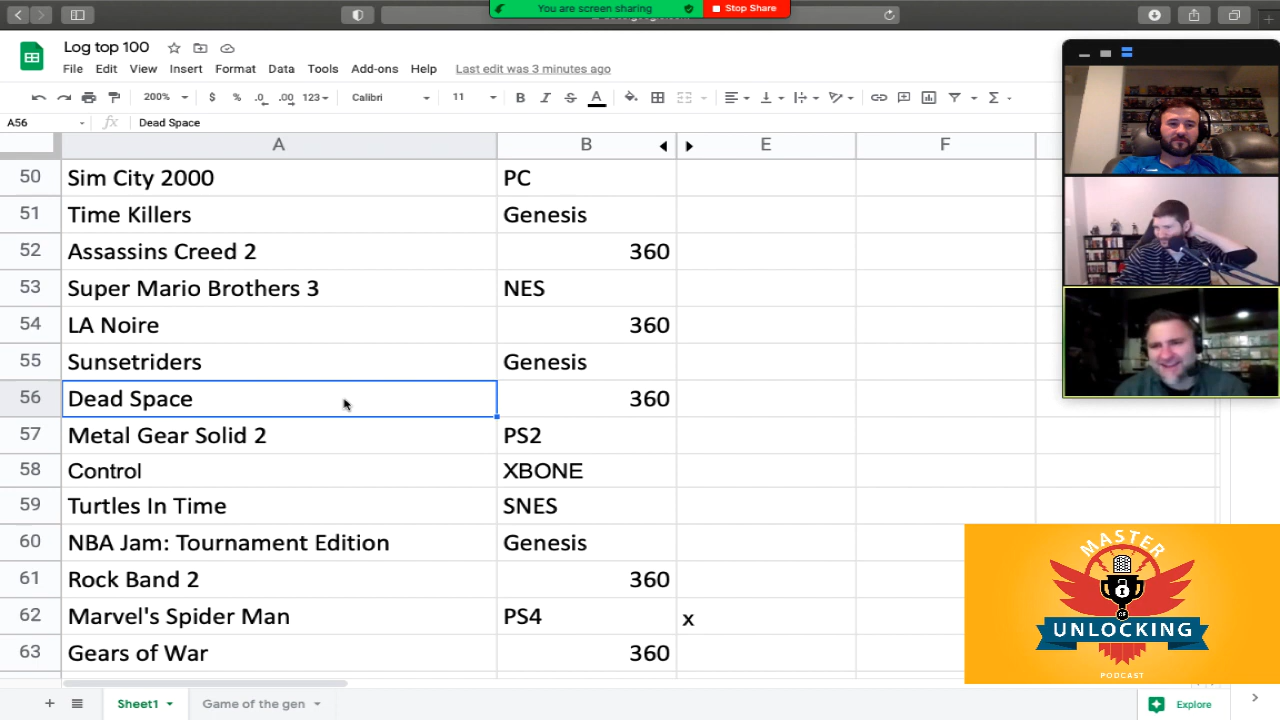 You are screen sharing
Stop Share
Log top 100
File Edit View Insert Format Data Tools Add-ons Help Last edit was 3 minutes ago
200% $ % .0 .00 123 Calibri 11 B I S A
A56 fx Dead Space
A B E F
50 Sim City 2000 PC
51 Time Killers Genesis
52 Assassins Creed 2 360
53 Super Mario Brothers 3 NES
54 LA Noire 360
55 Sunsetriders Genesis
56 Dead Space 360
57 Metal Gear Solid 2 PS2
58 Control XBONE
59 Turtles In Time SNES
60 NBA Jam: Tournament Edition Genesis
61 Rock Band 2 360
62 Marvel's Spider Man PS4 x
63 Gears of War 360
MASTER
OF
UNLOCKING
PODCAST
Sheet1 Game of the gen Explore